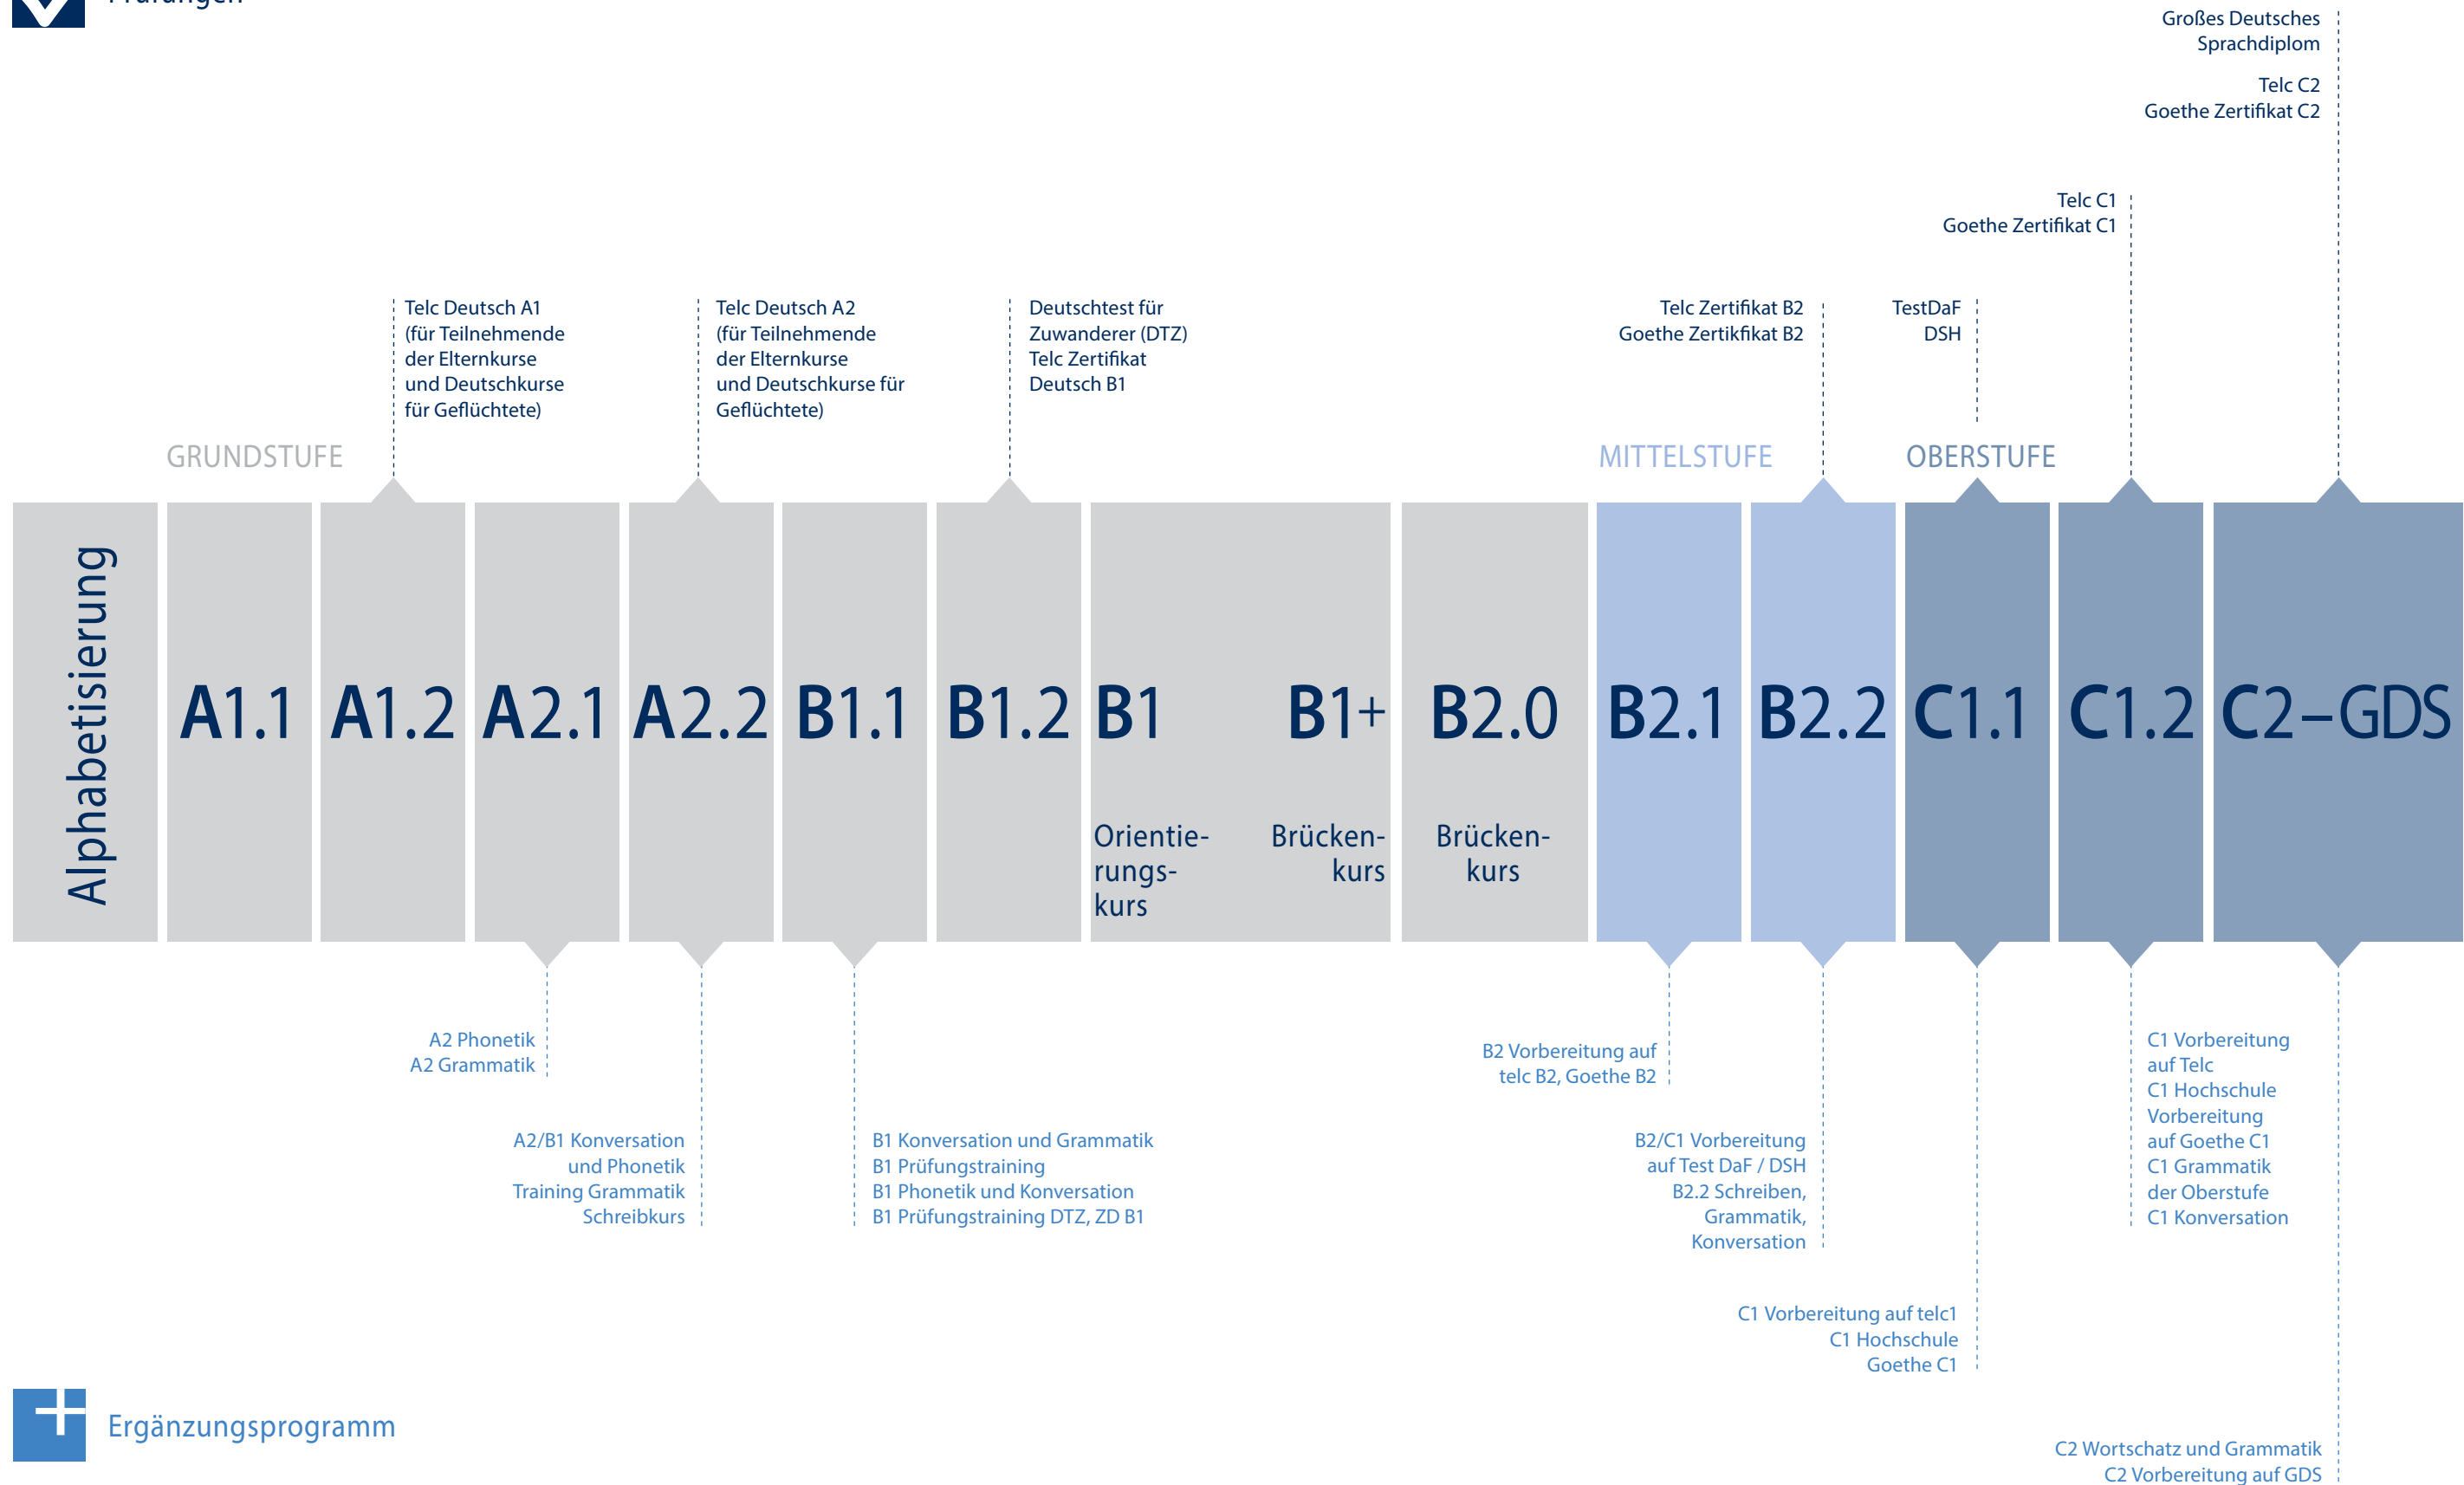 Prüfungen
Großes Deutsches
Sprachdiplom
Telc C2
Goethe Zertifikat C2
Telc C1
Goethe Zertifikat C1
Telc Deutsch A1
(für Teilnehmende
der Elternkurse
und Deutschkurse
für Geflüchtete)
Telc Deutsch A2
(für Teilnehmende
der Elternkurse
und Deutschkurse für
Geflüchtete)
Deutschtest für
Zuwanderer (DTZ)
Telc Zertifikat
Deutsch B1
Telc Zertifikat B2
Goethe Zertikfikat B2
TestDaF
DSH
GRUNDSTUFE
MITTELSTUFE
OBERSTUFE
Alphabetisierung
A1.1
A1.2
A2.1
A2.2
B1.1
B1.2
B1
Orientie-
rungs-
kurs
B1+
Brücken-
kurs
B2.0
Brücken-
kurs
B2.1
B2.2
C1.1
C1.2
C2–GDS
A2 Phonetik
A2 Grammatik
A2/B1 Konversation
und Phonetik
Training Grammatik
Schreibkurs
B1 Konversation und Grammatik
B1 Prüfungstraining
B1 Phonetik und Konversation
B1 Prüfungstraining DTZ, ZD B1
B2 Vorbereitung auf
telc B2, Goethe B2
B2/C1 Vorbereitung
auf Test DaF / DSH
B2.2 Schreiben,
Grammatik,
Konversation
C1 Vorbereitung auf telc1
C1 Hochschule
Goethe C1
C1 Vorbereitung
auf Telc
C1 Hochschule
Vorbereitung
auf Goethe C1
C1 Grammatik
der Oberstufe
C1 Konversation
C2 Wortschatz und Grammatik
C2 Vorbereitung auf GDS
Ergänzungsprogramm